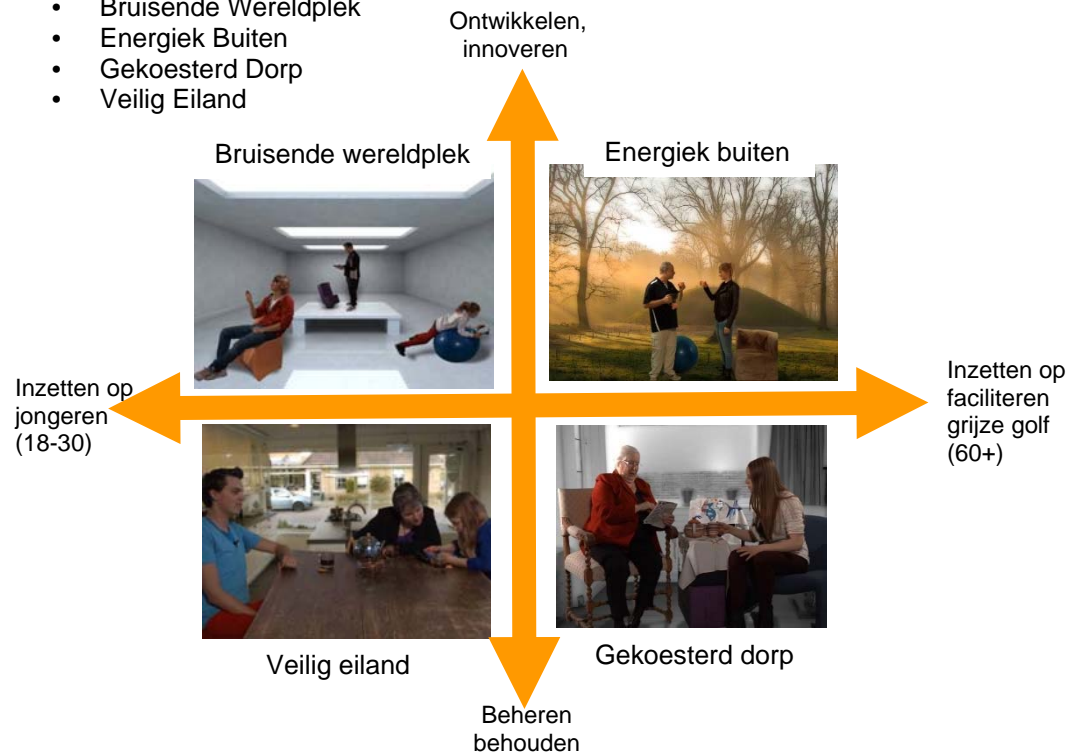 • Bruisende Wereldplek
• Energiek Buiten
• Gekoesterd Dorp
• Veilig Eiland
Ontwikkelen,
innoveren
Bruisende wereldplek
Energiek buiten
Inzetten op
jongeren
(18-30)
Inzetten op
faciliteren
grijze golf
(60+)
Veilig eiland
Gekoesterd dorp
Beheren
behouden